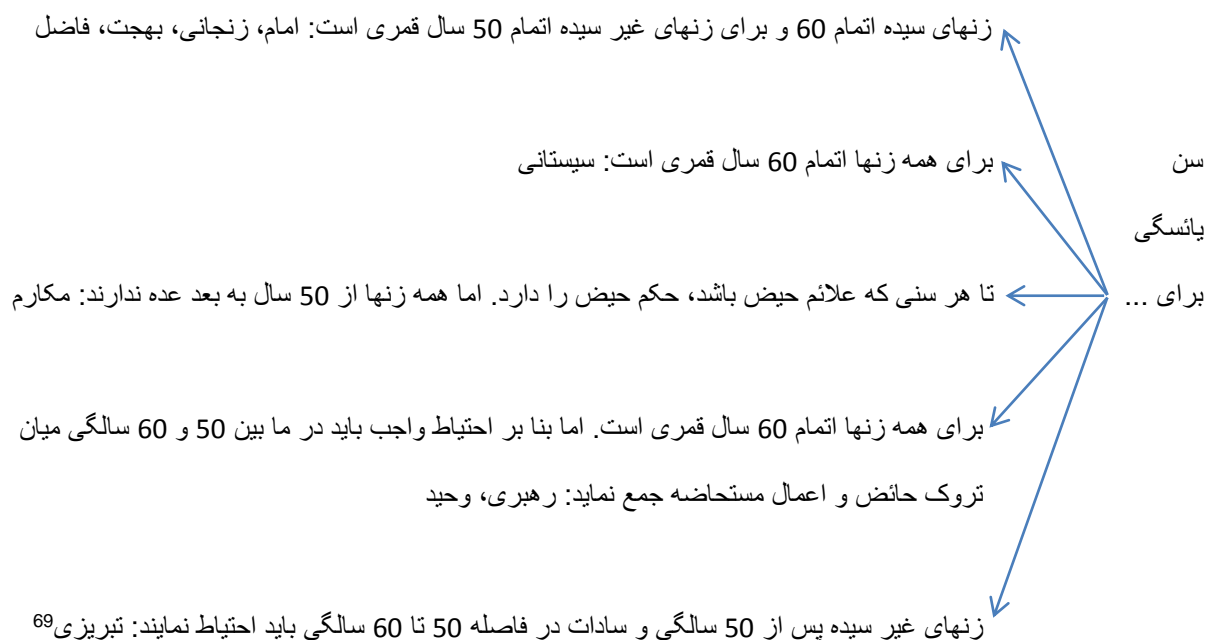 زنهای سیده اتمام 60 و برای زنهای غیر سیده اتمام 50 سال قمری است: امام، زنجانی، بهجت، فاضل
سن
برای همه زنها اتمام 60 سال قمری است: سیستانی
یائسگی
برای ...
تا هر سنی که علائم حیض باشد، حکم حیض را دارد. اما همه زنها از 50 سال به بعد عده ندارند: مکارم
برای همه زنها اتمام 60 سال قمری است. اما بنا بر احتیاط واجب باید در ما بین 50 و 60 سالگی میان
تروک حائض و اعمال مستحاضه جمع نماید: رهبری، وحید
زنهای غیر سیده پس از 50 سالگی و سادات در فاصله 50 تا 60 سالگی باید احتیاط نمایند: تبریزی69